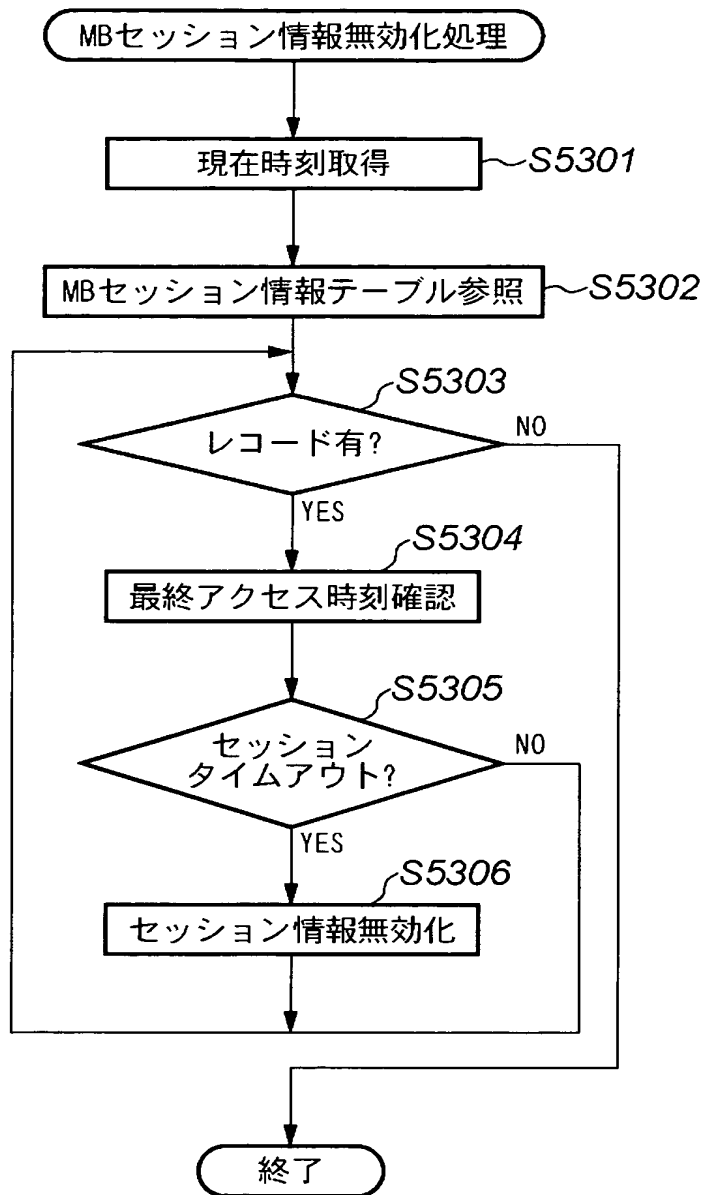 MBセッション情報無効化処理
現在時刻取得
S5301
MBセッション情報テーブル参照
S5302
S5303
レコード有?
NO
YES
S5304
最終アクセス時刻確認
S5305
セッション
タイムアウト?
NO
YES
S5306
セッション情報無効化
終了